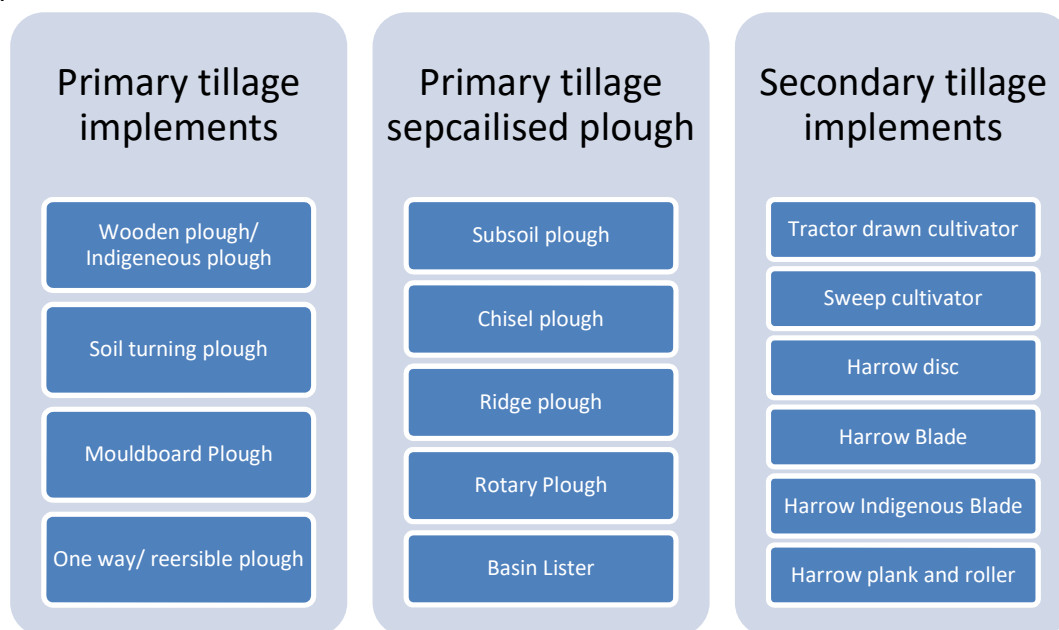 Primary tillage
implements
Wooden plough/
Indigeneous plough
Soil turning plough
Mouldboard Plough
One way/ reersible plough
Primary tillage
sepcailised plough
Subsoil plough
Chisel plough
Ridge plough
Rotary Plough
Basin Lister
Secondary tillage
implements
Tractor drawn cultivator
Sweep cultivator
Harrow disc
Harrow Blade
Harrow Indigenous Blade
Harrow plank and roller